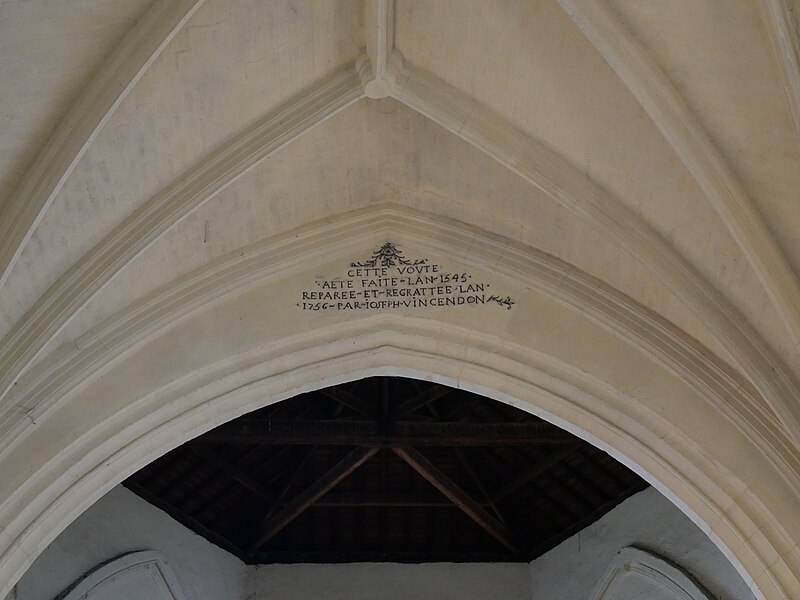 CETTE VOVTE
AETE FAITE~LAN~1545·
REPAREE~ET~REGRATTEE·LAN·
·1756~PAR~IOSEPH~VINCENDON